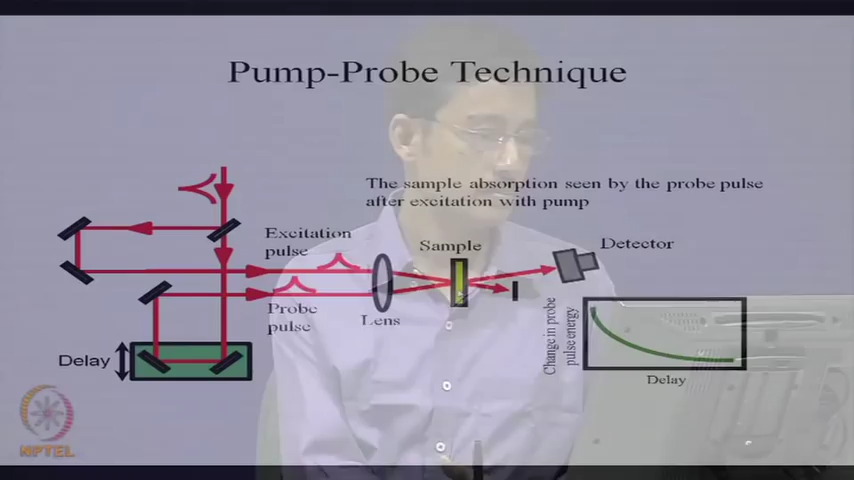 Pump-Probe Technique
The sample absorption seen by the probe pulse
after excitation with pump
Excitation
pulse
Sample
Detector
Probe
pulse
Lens
Delay
Change in probe
pulse energy
Delay
NPTEL